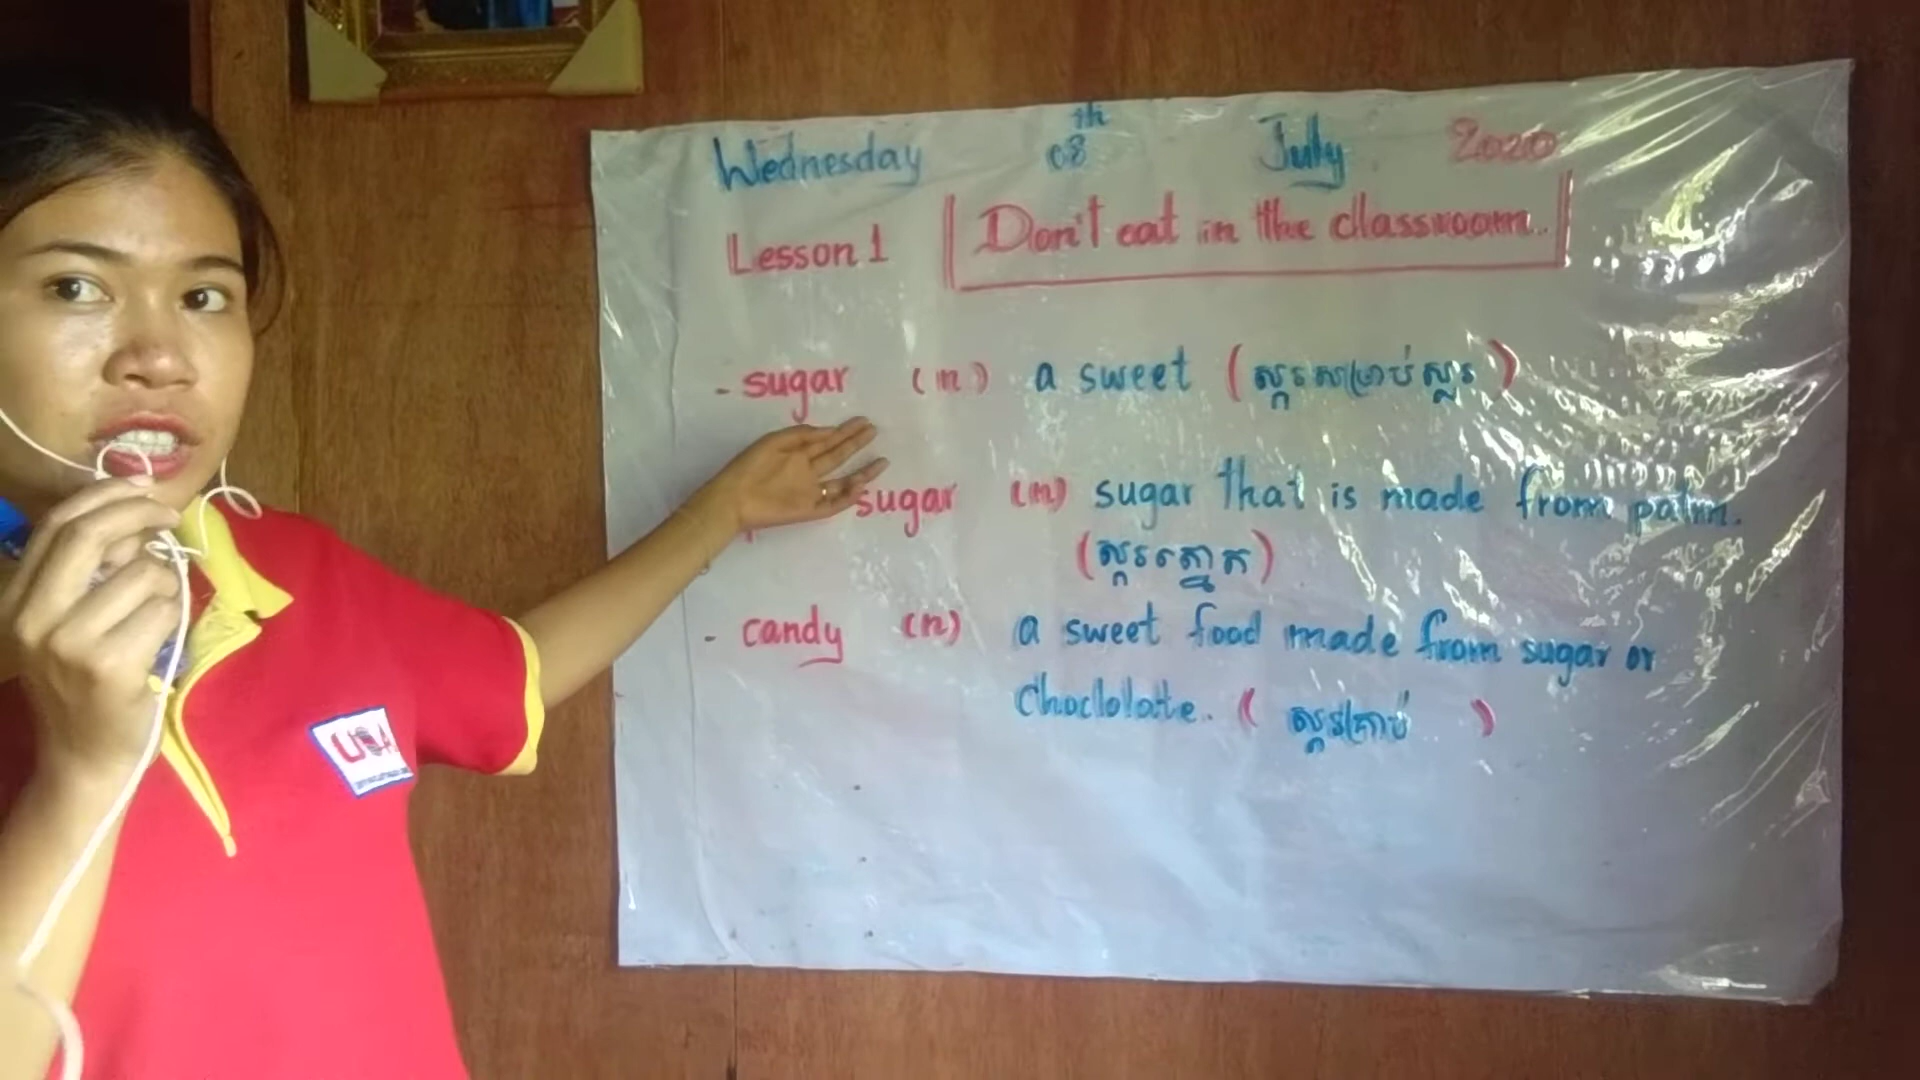 Wednesday 08th July 2020
Lesson 1 Don't eat in the classroom.
- sugar (n) a sweet (ស្ករសម្រាប់ស្លរ)
sugar (n) sugar that is made from palm.
(ស្ករត្នោត)
- candy (n) a sweet food made from sugar or
Choclolate. (ស្ករគ្រាប់)